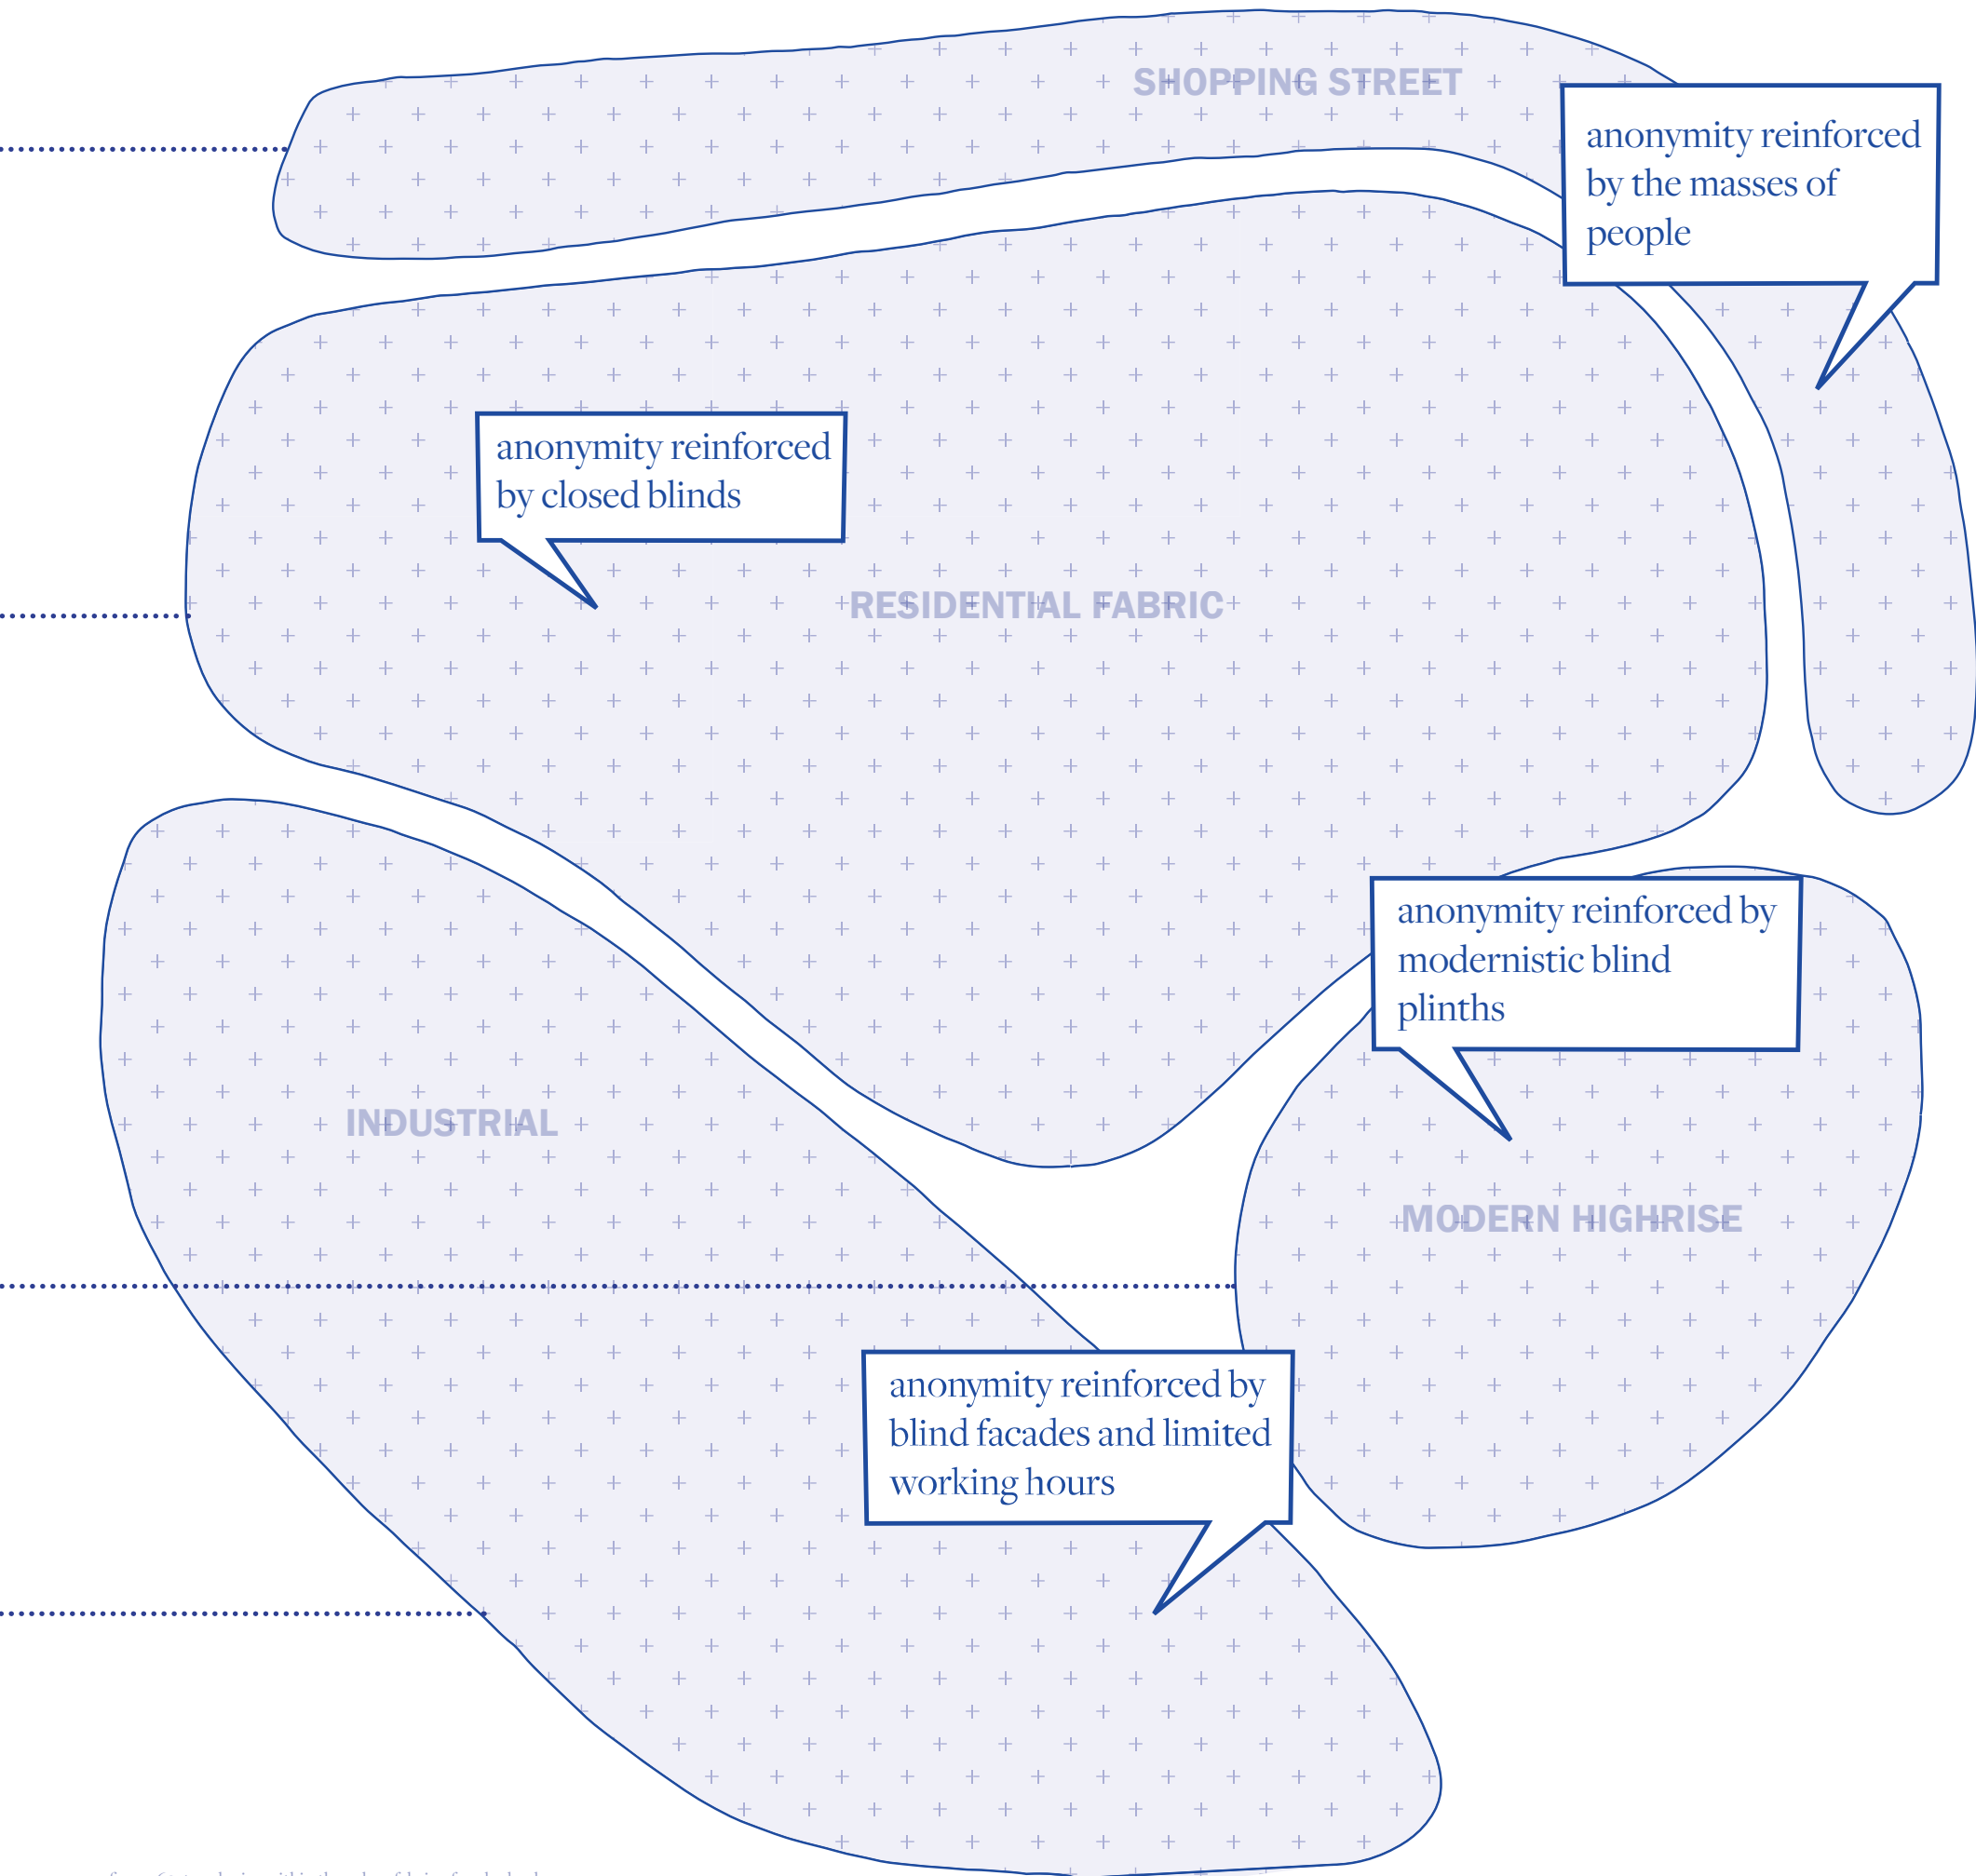 SHOPPING STREET
anonymity reinforced
by the masses of
people
anonymity reinforced
by closed blinds
RESIDENTIAL FABRIC
anonymity reinforced by
modernistic blind
plinths
INDUSTRIAL
MODERN HIGHRISE
anonymity reinforced by
blind facades and limited
working hours